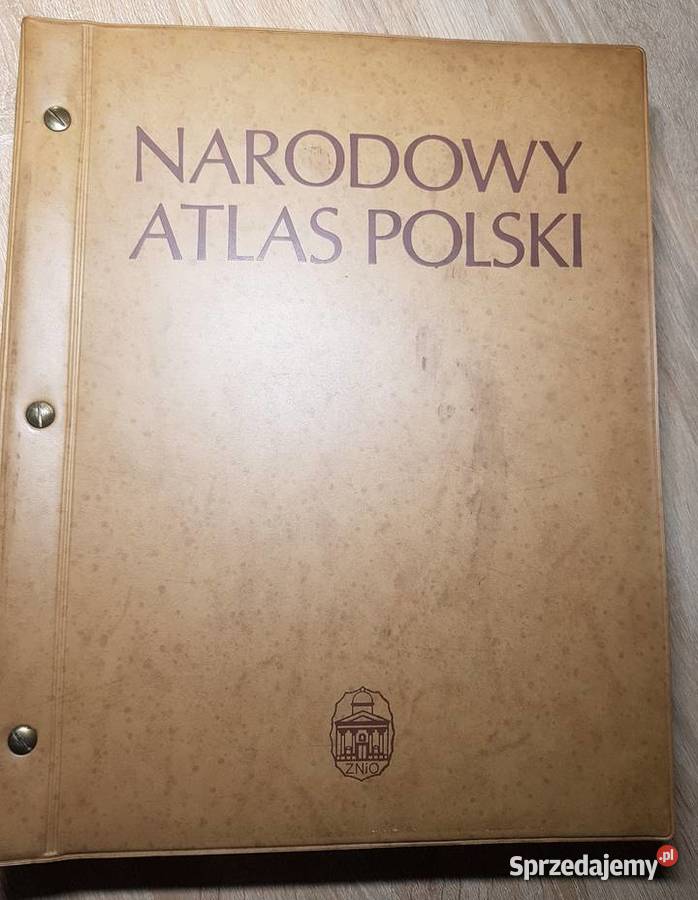 NARODOWY
ATLAS POLSKI
ZNiO
Sprzedajemy.pl